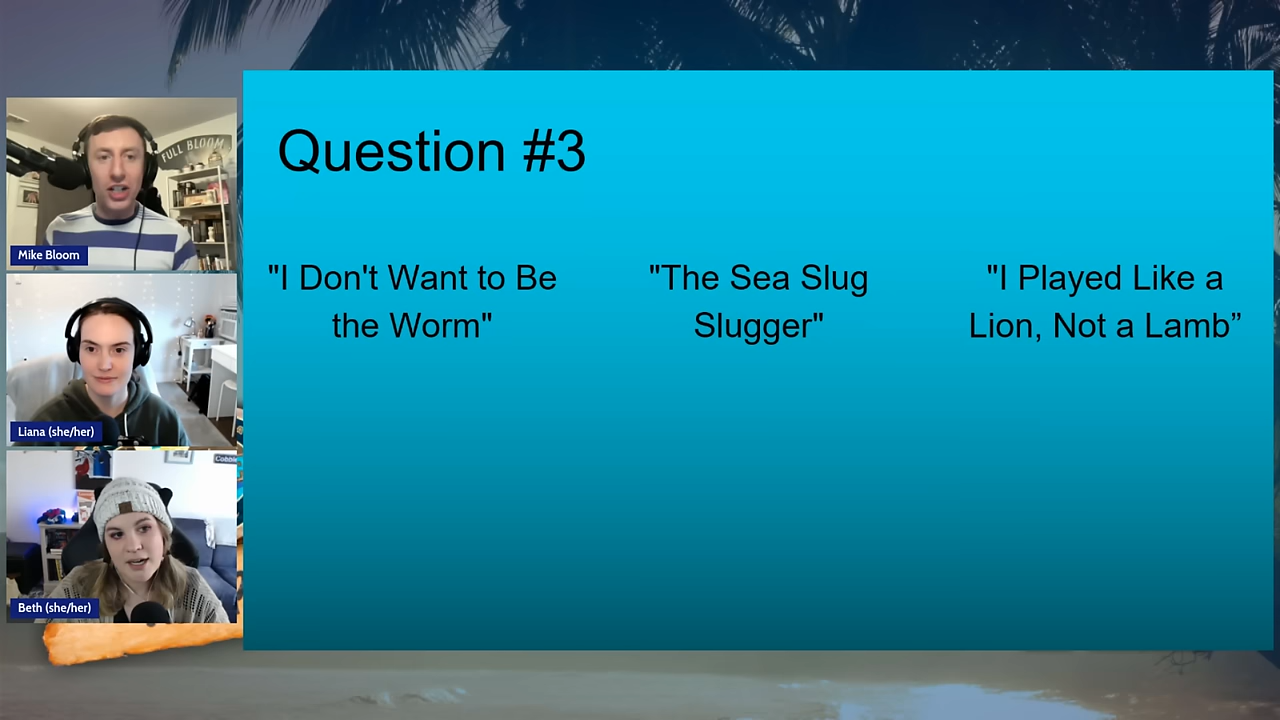 Question #3
"I Don't Want to Be
the Worm"
"The Sea Slug
Slugger"
"I Played Like a
Lion, Not a Lamb”
FULL BLOOM
Mike Bloom
Liana (she/her)
Beth (she/her)